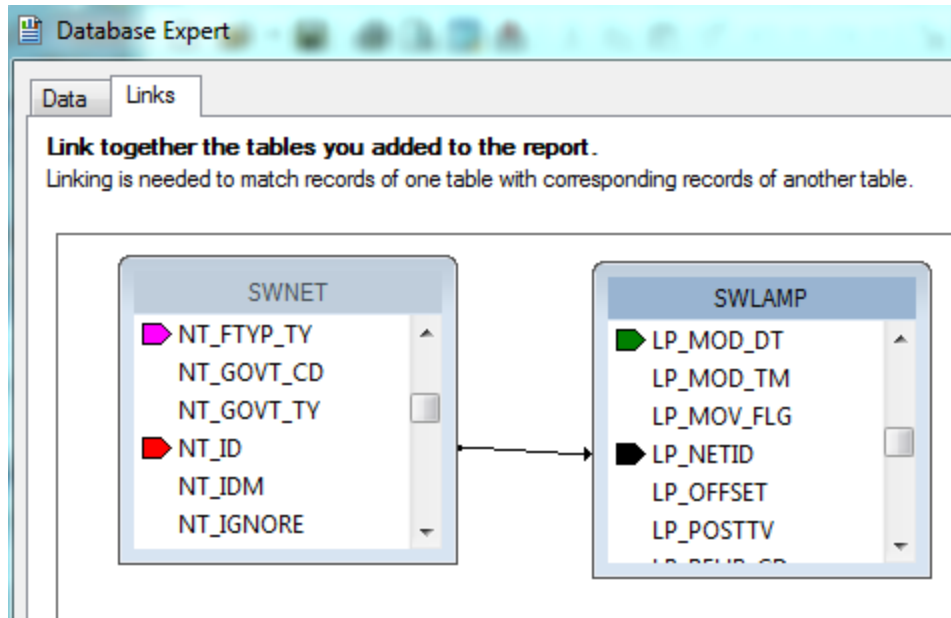 Database Expert
Data
Links
Link together the tables you added to the report.
Linking is needed to match records of one table with corresponding records of another table.
SWNET
NT_FTYP_TY
NT_GOVT_CD
NT_GOVT_TY
NT_ID
NT_IDM
NT_IGNORE
SWLAMP
LP_MOD_DT
LP_MOD_TM
LP_MOV_FLG
LP_NETID
LP_OFFSET
LP_POSTTV